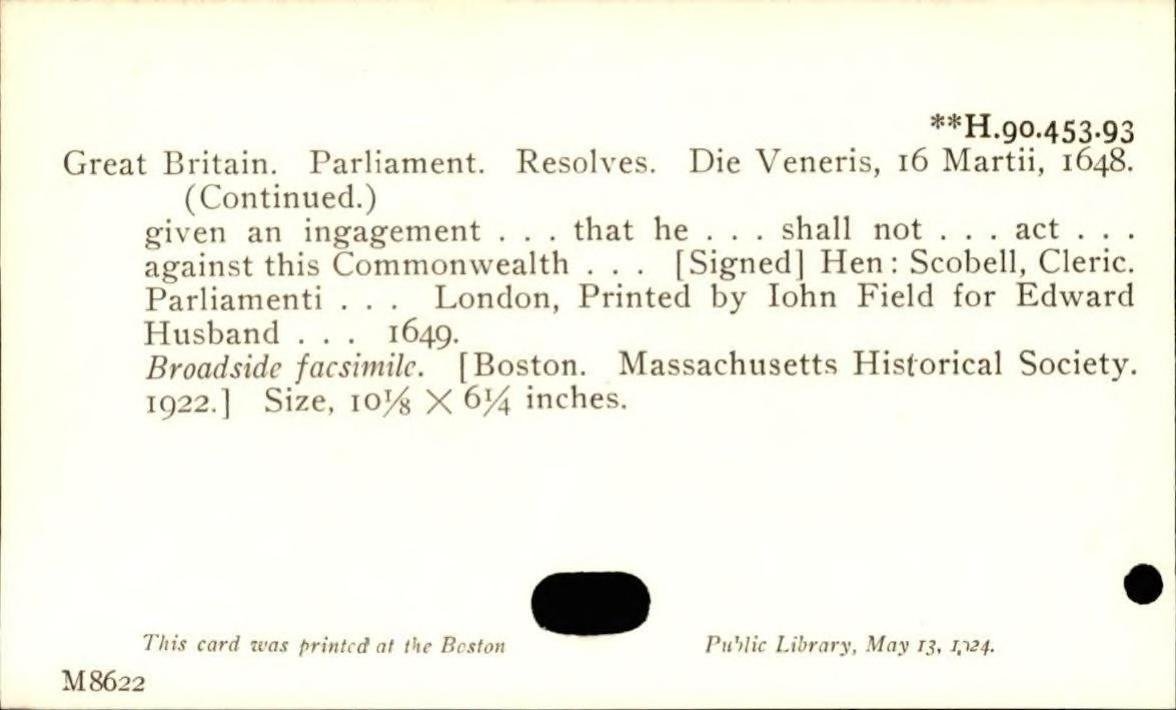 **H.90.453.93
Great Britain. Parliament. Resolves. Die Veneris, 16 Martii, 1648.
(Continued.)
given an ingagement . . . that he . . . shall not . . . act . . .
against this Commonwealth . . . [Signed] Hen: Scobell, Cleric.
Parliamenti . . . London, Printed by Iohn Field for Edward
Husband . . . 1649.
Broadside facsimile. [Boston. Massachusetts Historical Society.
1922.] Size, 10⅛ X 6¼ inches.
This card was printed at the Boston Public Library, May 13, 1924.
M8622